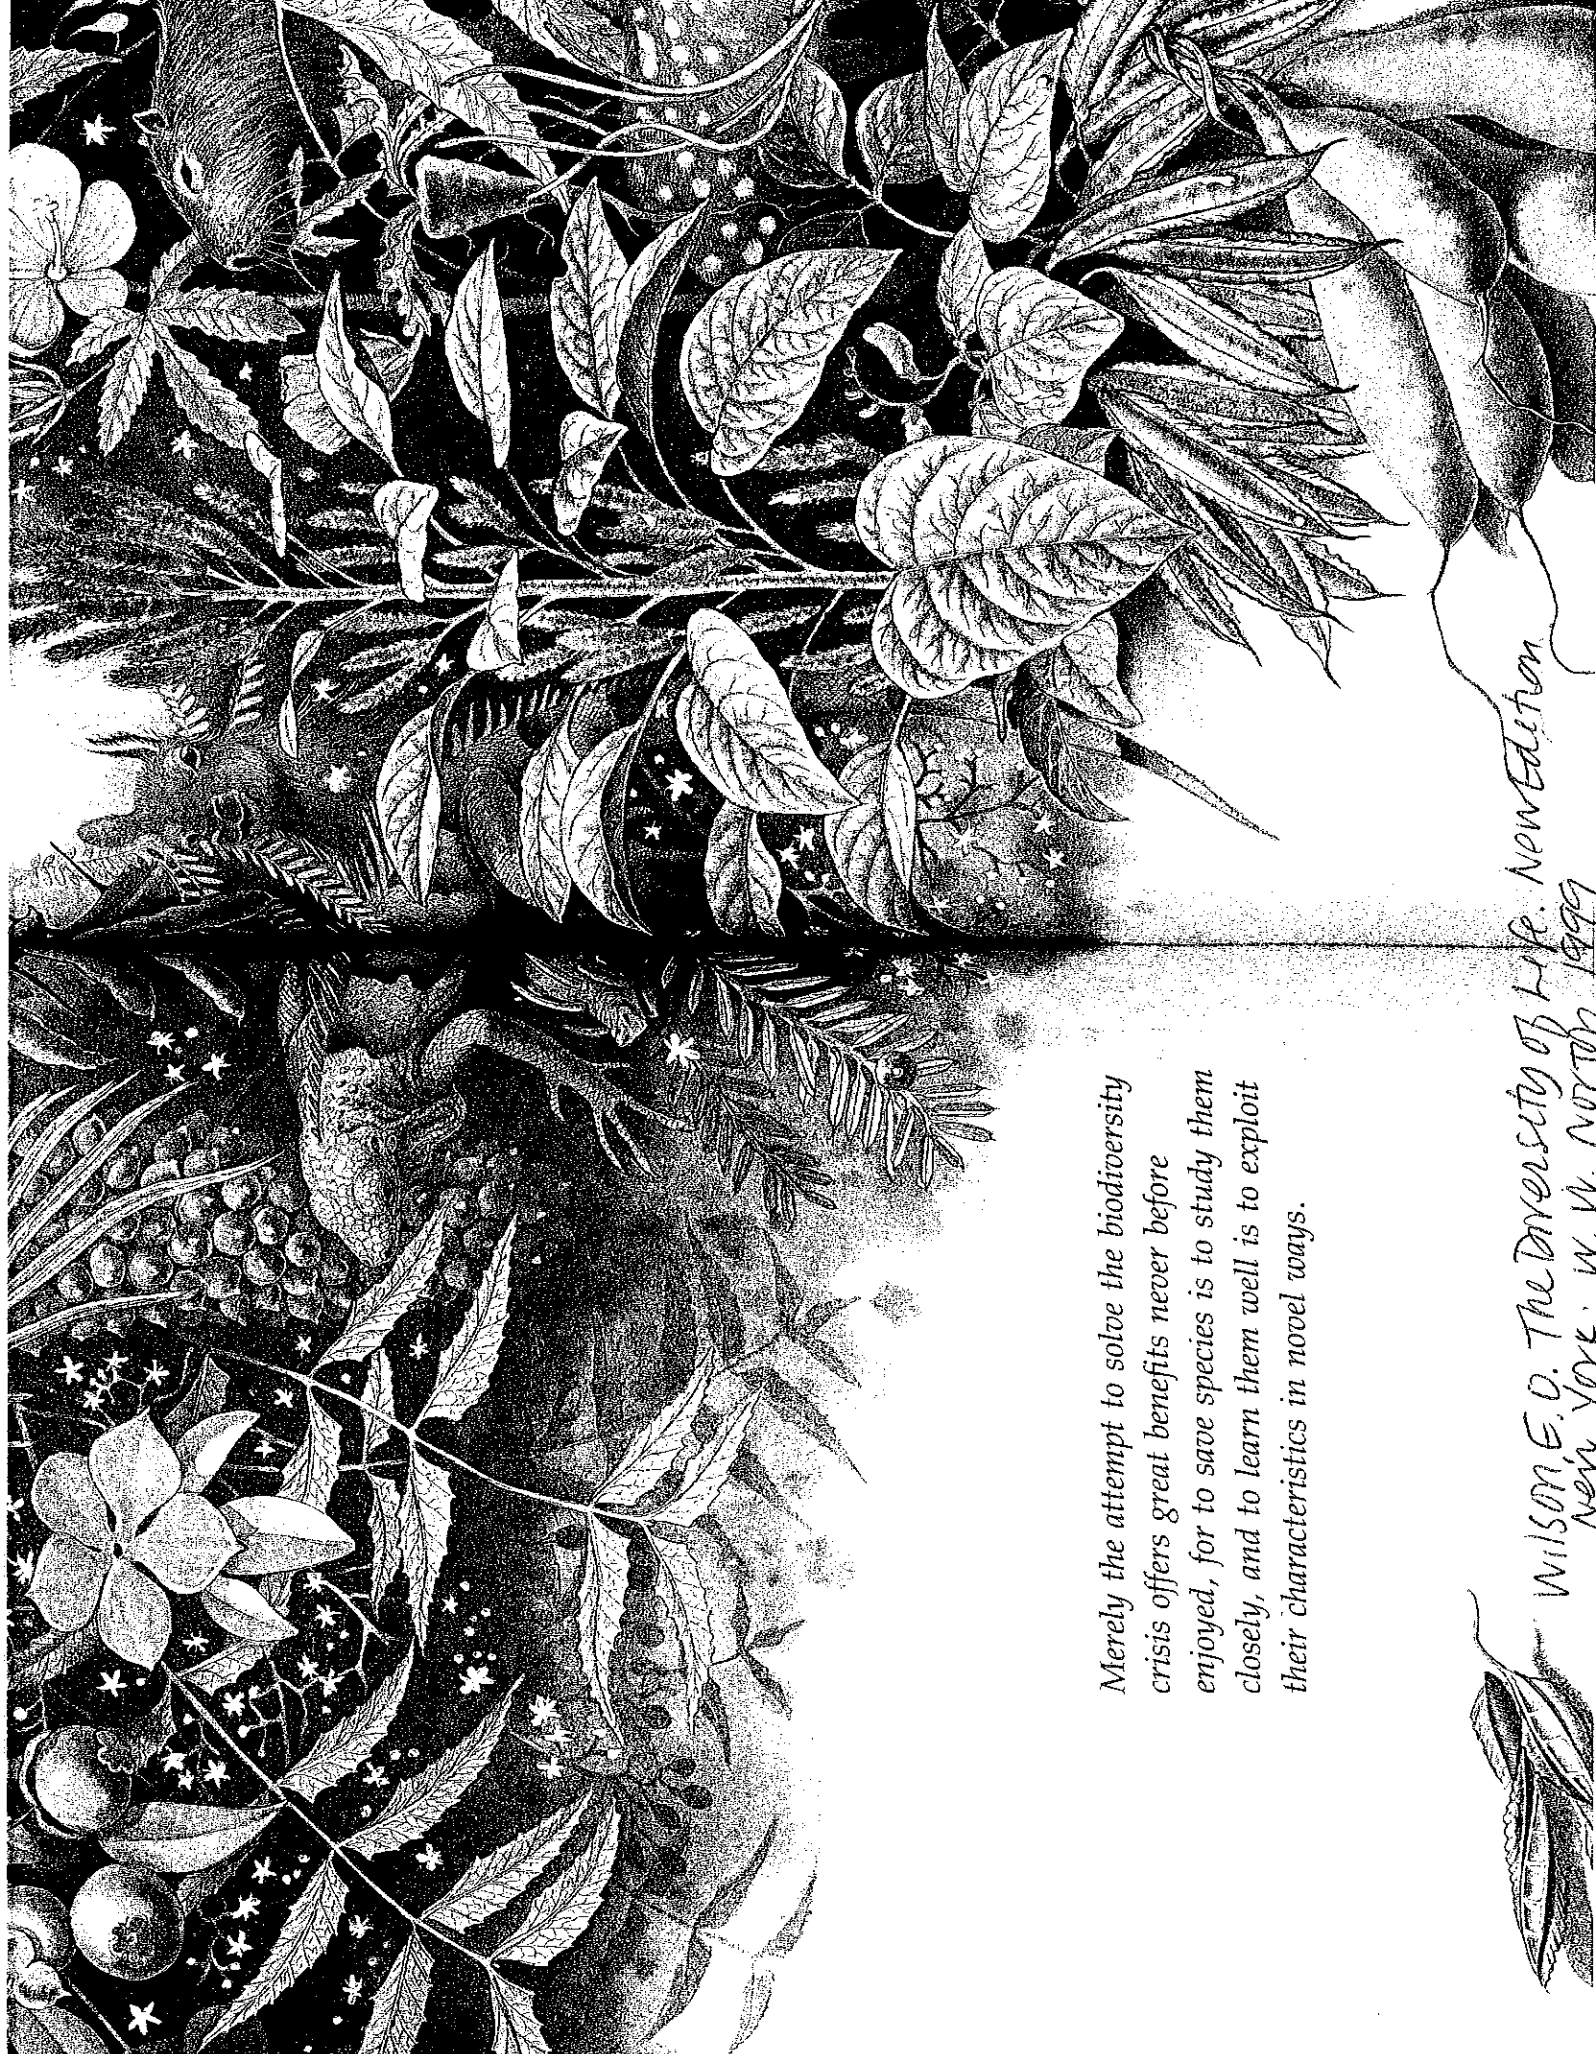 Merely the attempt to solve the biodiversity
crisis offers great benefits never before
enjoyed, for to save species is to study them
closely, and to learn them well is to exploit
their characteristics in novel ways.
Wilson, E.O. The Diversity of Life. New Edition
New York. W. W. Norton 1999